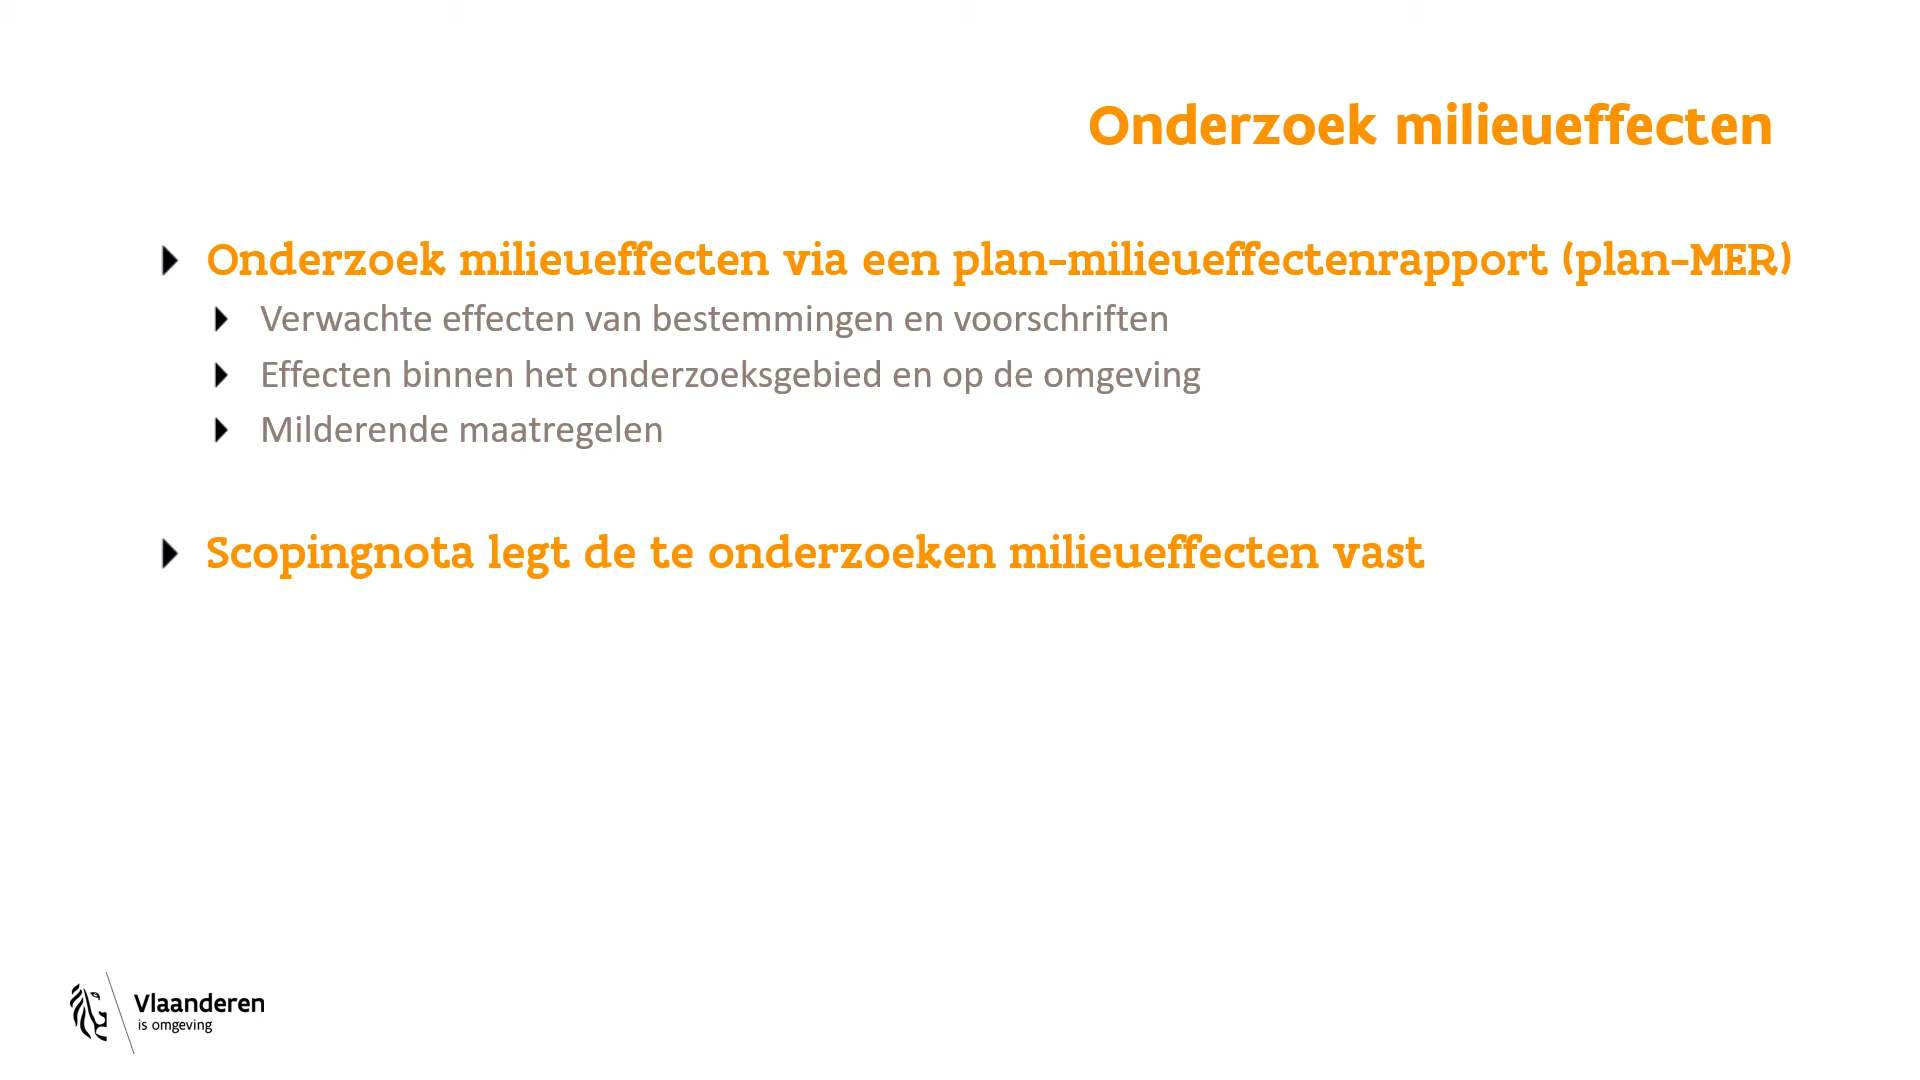 Onderzoek milieueffecten
Onderzoek milieueffecten via een plan-milieueffectenrapport (plan-MER)
Verwachte effecten van bestemmingen en voorschriften
Effecten binnen het onderzoeksgebied en op de omgeving
Milderende maatregelen
Scopingnota legt de te onderzoeken milieueffecten vast
Vlaanderen
is omgeving